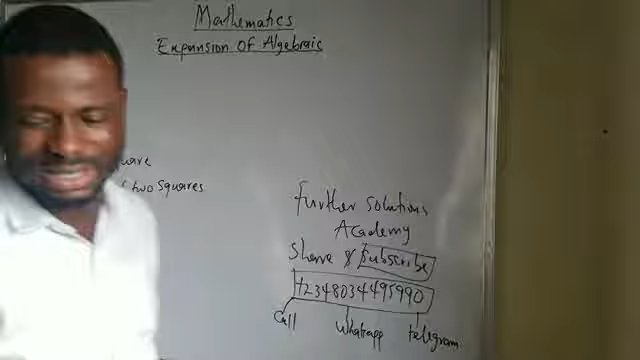 Mathematics
Expansion of Algebraic
uare
two squares
further solutions
Academy
Share & Subscribe
+2348034495990
Call
Whatsapp
telegram